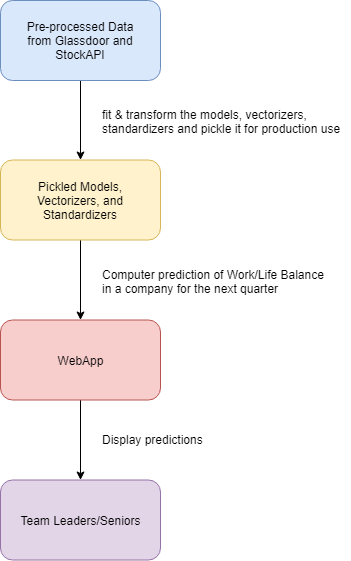 Pre-processed Data
from Glassdoor and
StockAPI
fit & transform the models, vectorizers,
standardizers and pickle it for production use
Pickled Models,
Vectorizers, and
Standardizers
Computer prediction of Work/Life Balance
in a company for the next quarter
WebApp
Display predictions
Team Leaders/Seniors